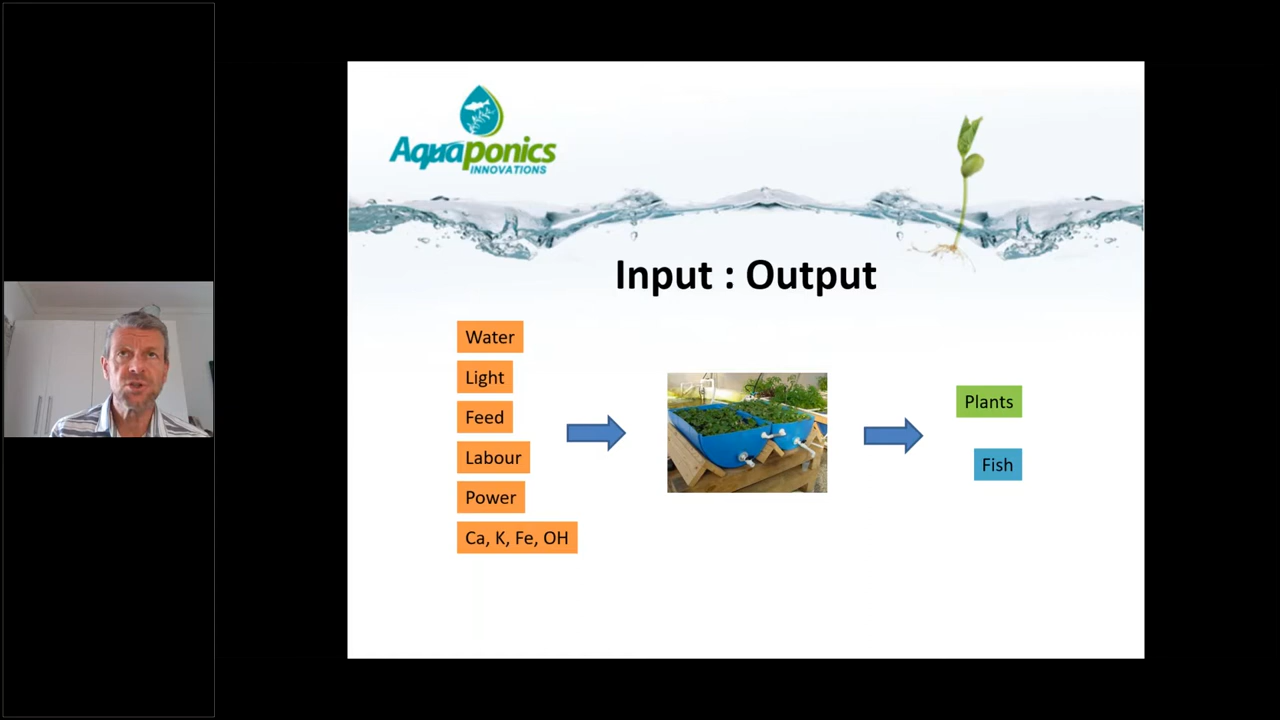 Aquaponics
INNOVATIONS
Input : Output
Water
Light
Feed
Labour
Power
Ca, K, Fe, OH
Plants
Fish